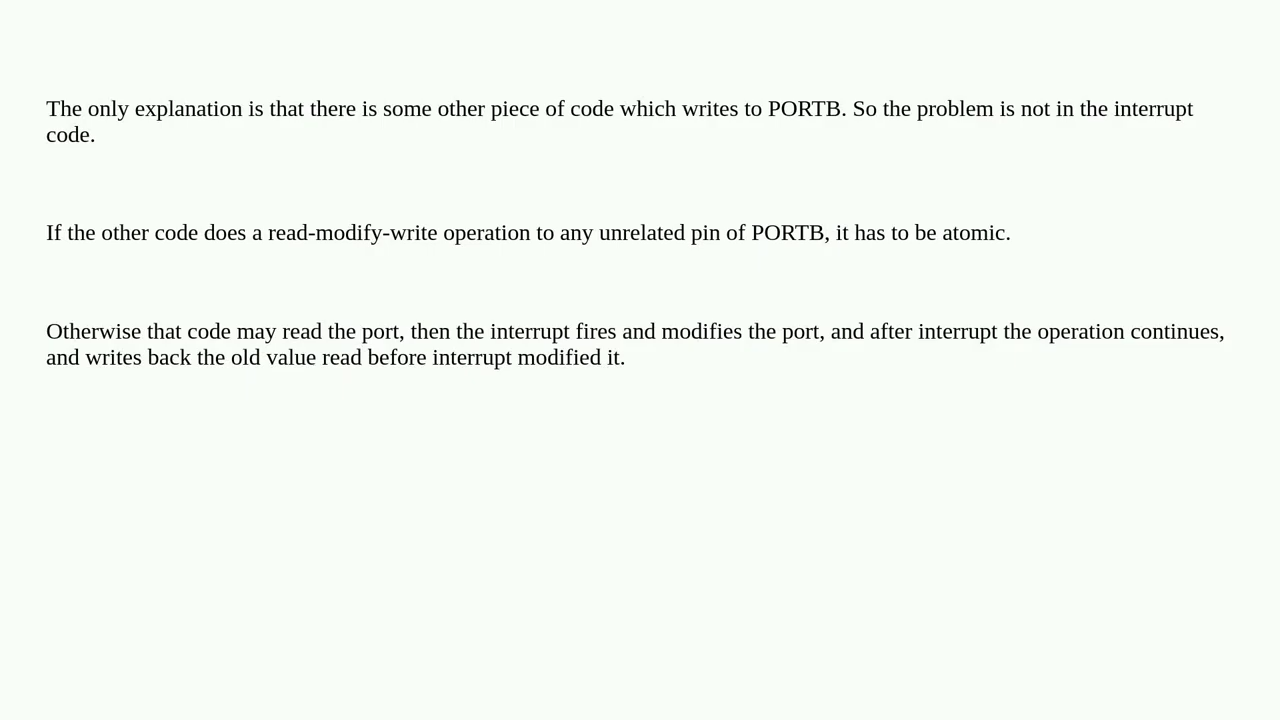 The only explanation is that there is some other piece of code which writes to PORTB. So the problem is not in the interrupt
code.
If the other code does a read-modify-write operation to any unrelated pin of PORTB, it has to be atomic.
Otherwise that code may read the port, then the interrupt fires and modifies the port, and after interrupt the operation continues,
and writes back the old value read before interrupt modified it.